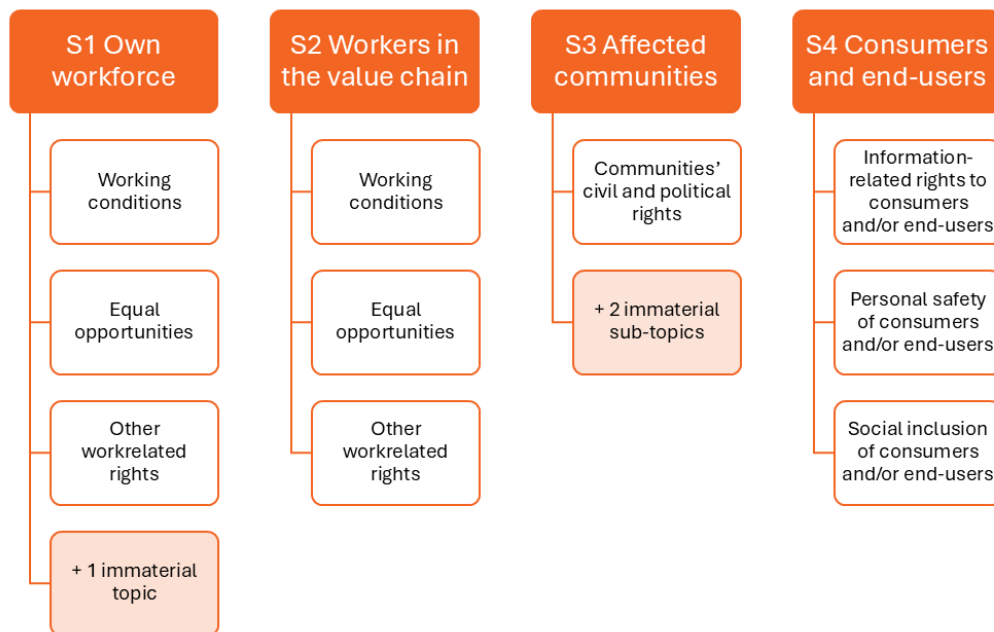 S1 Own
workforce
Working
conditions
Equal
opportunities
Other
workrelated
rights
+ 1 immaterial
topic
S2 Workers in
the value chain
Working
conditions
Equal
opportunities
Other
workrelated
rights
S3 Affected
communities
Communities’
civil and political
rights
+ 2 immaterial
sub-topics
S4 Consumers
and end-users
Information-
related rights to
consumers
and/or end-users
Personal safety
of consumers
and/or end-users
Social inclusion
of consumers
and/or end-users